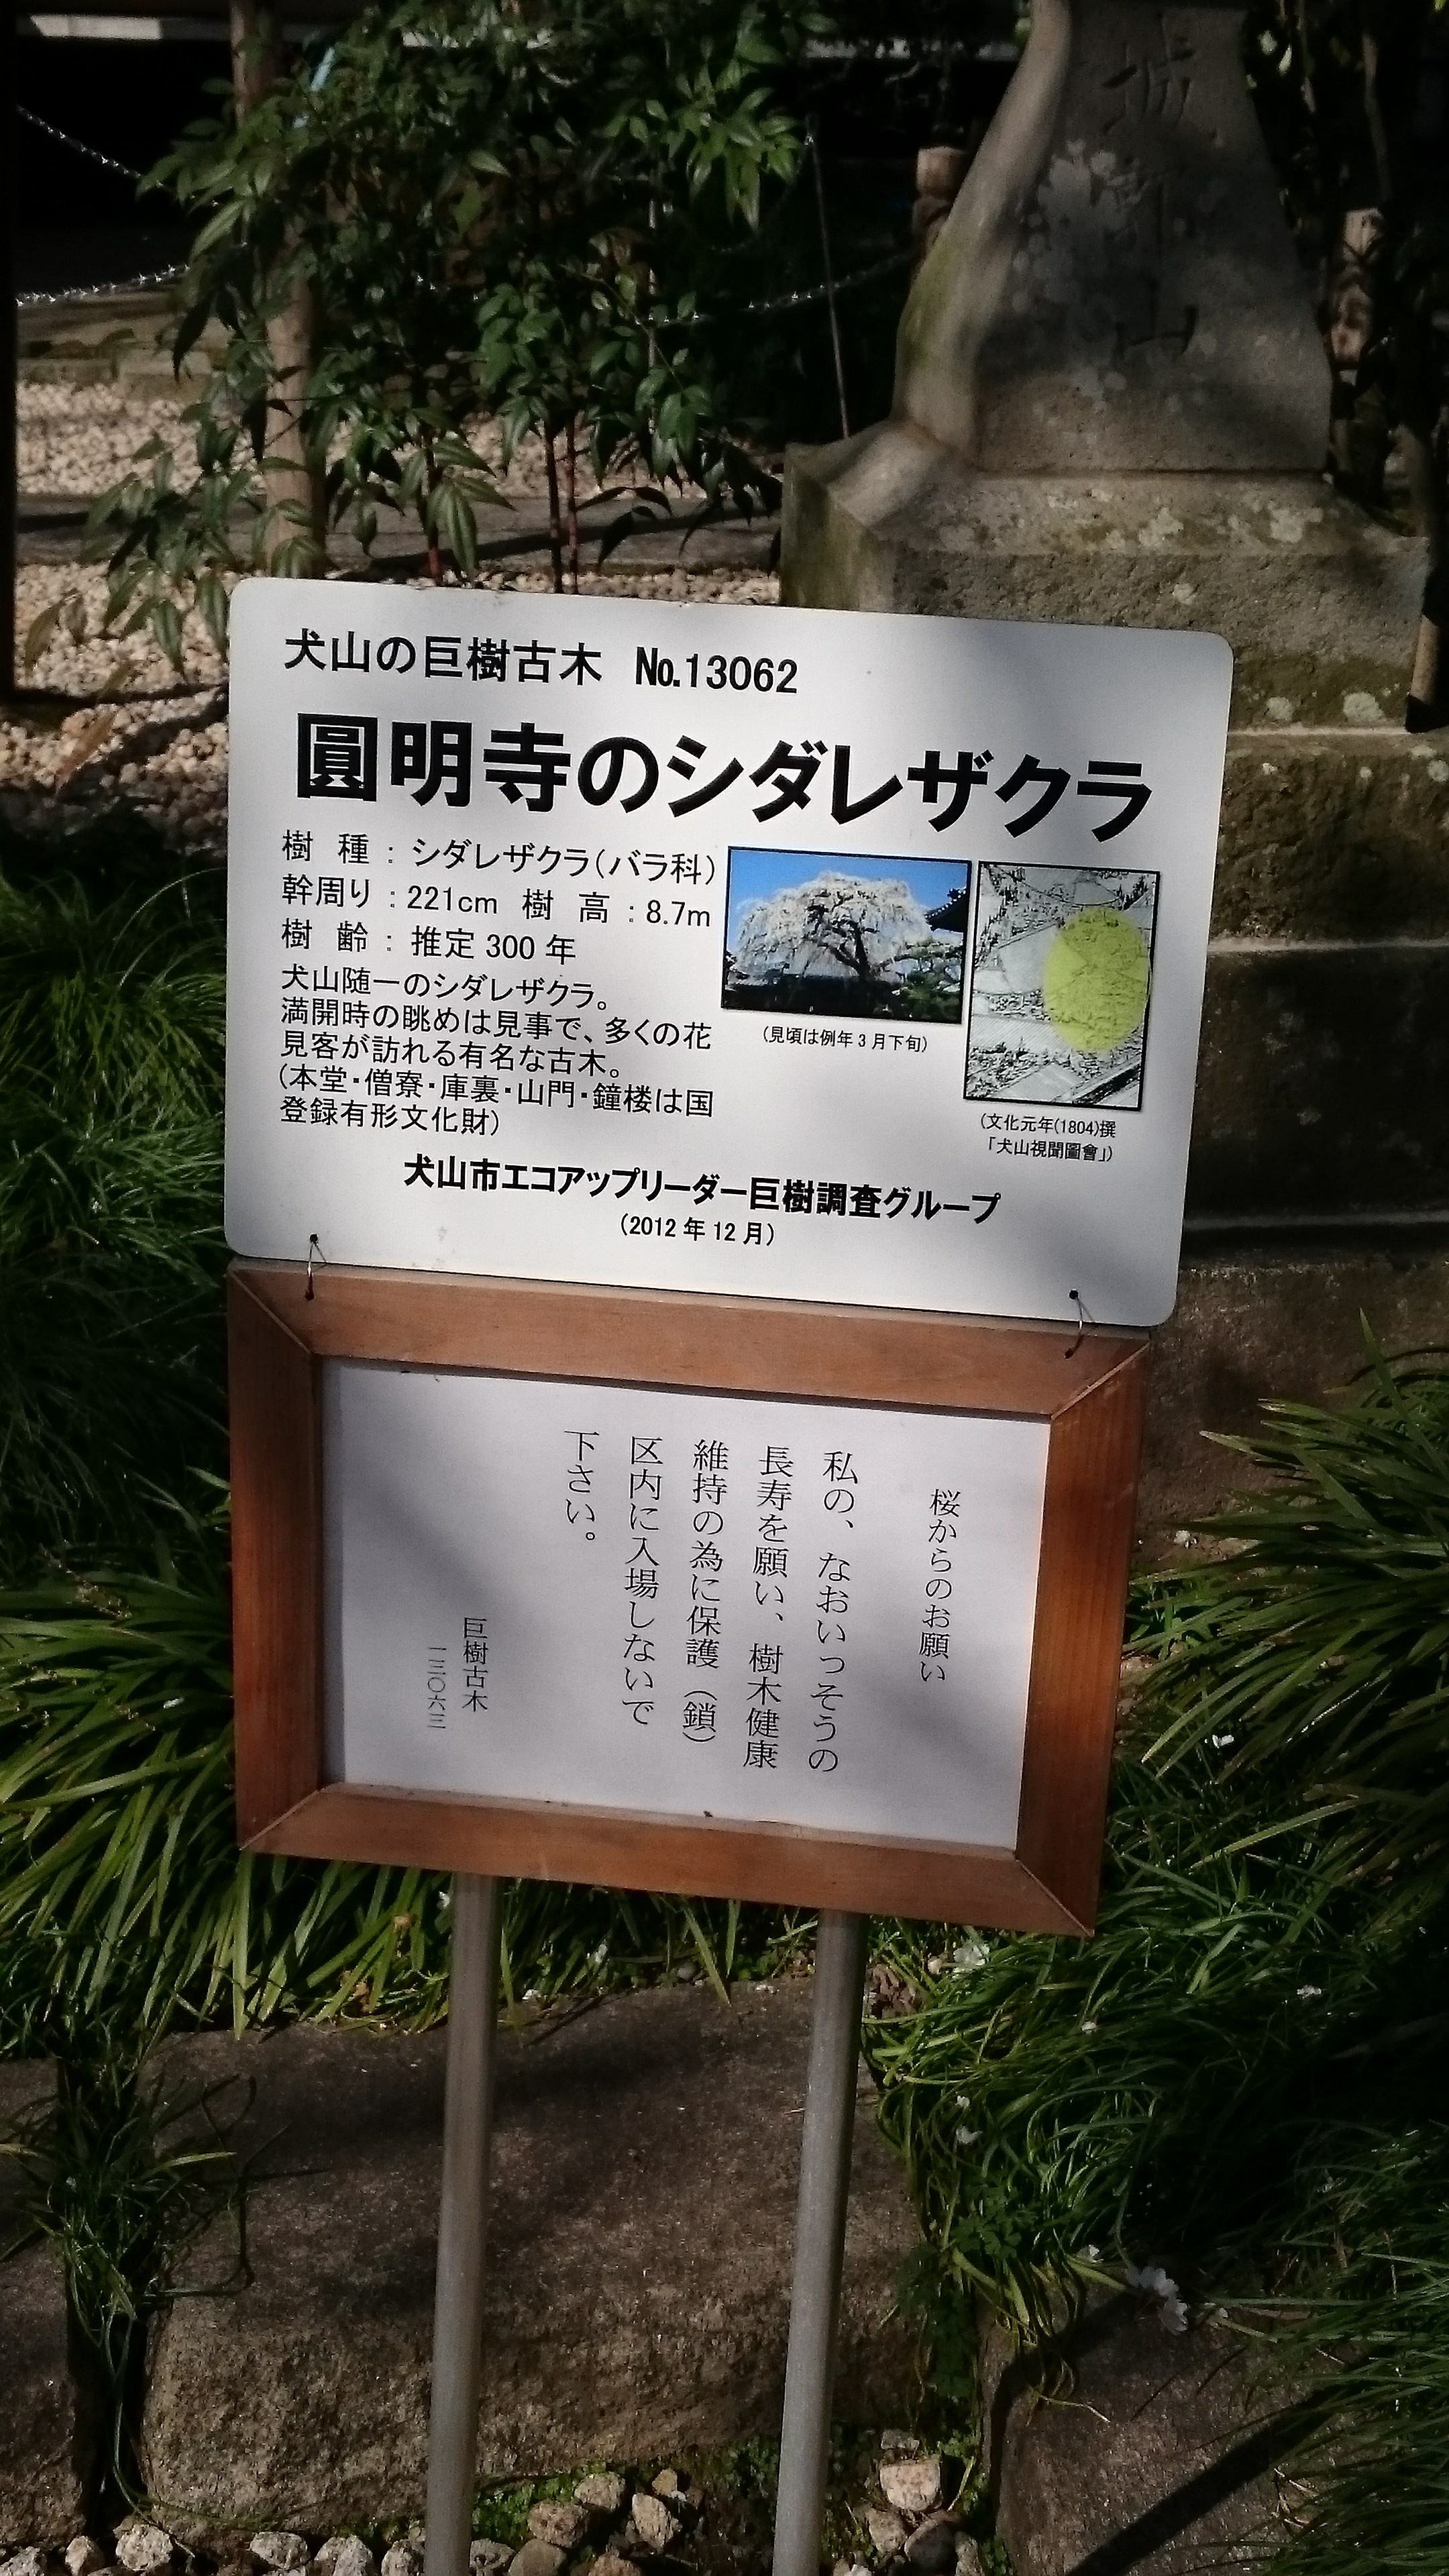 犬山の巨樹古木 No.13062
圓明寺のシダレザクラ
樹 種 : シダレザクラ(バラ科)
幹周り : 221cm 樹 高 : 8.7m
樹 齢 : 推定 300 年
犬山随一のシダレザクラ。
満開時の眺めは見事で、多くの花
見客が訪れる有名な古木。
(本堂・僧寮・庫裏・山門・鐘楼は国
登録有形文化財)
(見頃は例年3月下旬)
(文化元年(1804)撰
「犬山視聞圖會」)
犬山市エコアップリーダー巨樹調査グループ
(2012 年 12 月)
桜からのお願い
私の、なおいっそうの
長寿を願い、樹木健康
維持の為に保護(鎖)
区内に入場しないで
下さい。
巨樹古木
一三〇六二